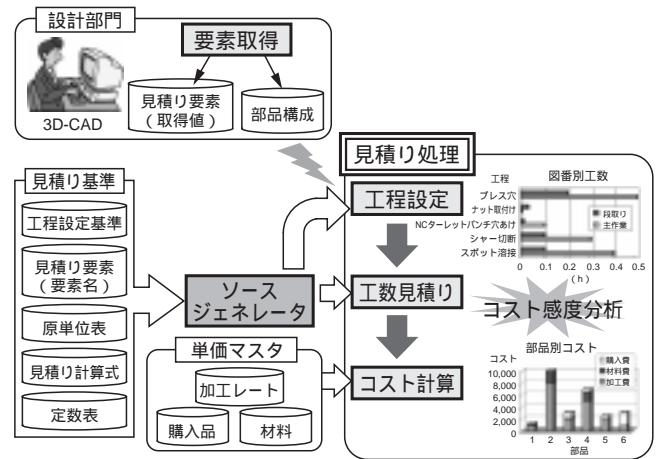 設計部門
要素取得
3D-CAD
見積り要素
(取得値)
部品構成
見積り処理
見積り基準
工程設定基準
見積り要素
(要素名)
原単位表
見積り計算式
定数表
ソース
ジェネレータ
単価マスタ
加工レート
購入品
材料
工程設定
工数見積り
コスト計算
工程
図番別工数
プレス穴
ナット取付け
NCターレットパンチ穴あけ
シャー切断
スポット溶接
段取り
主作業
0 0.1 0.2 0.3 0.4 0.5
(h)
コスト感度分析
部品別コスト
コスト
購入費
材料費
加工費
10,000
8,000
6,000
4,000
2,000
0
1 2 3 4 5 6
部品